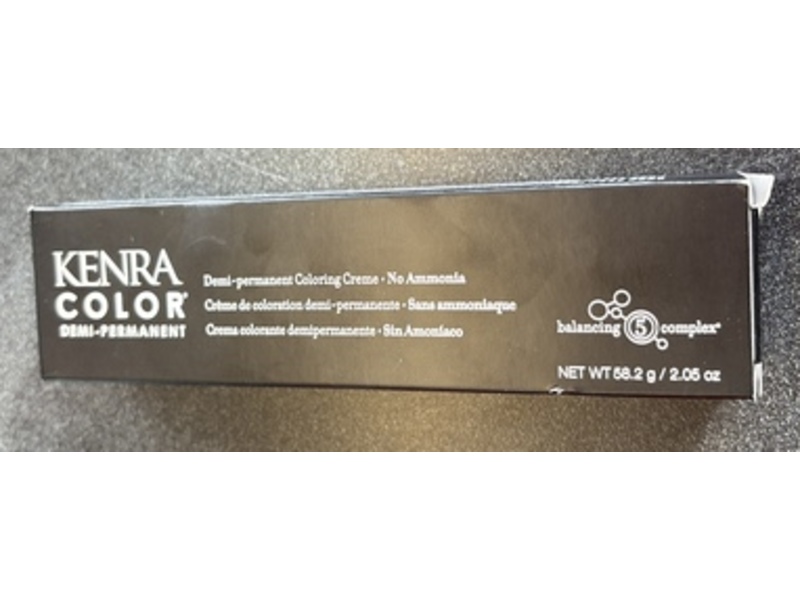 KENRA
COLOR
DEMI-PERMANENT
Demi-permanent Coloring Creme • No Ammonia
Crème de coloration demi-permanente • Sans ammoniaque
Crema colorante demipermanente • Sin Amoníaco
balancing 5 complex®
NET WT 58.2 g / 2.05 oz